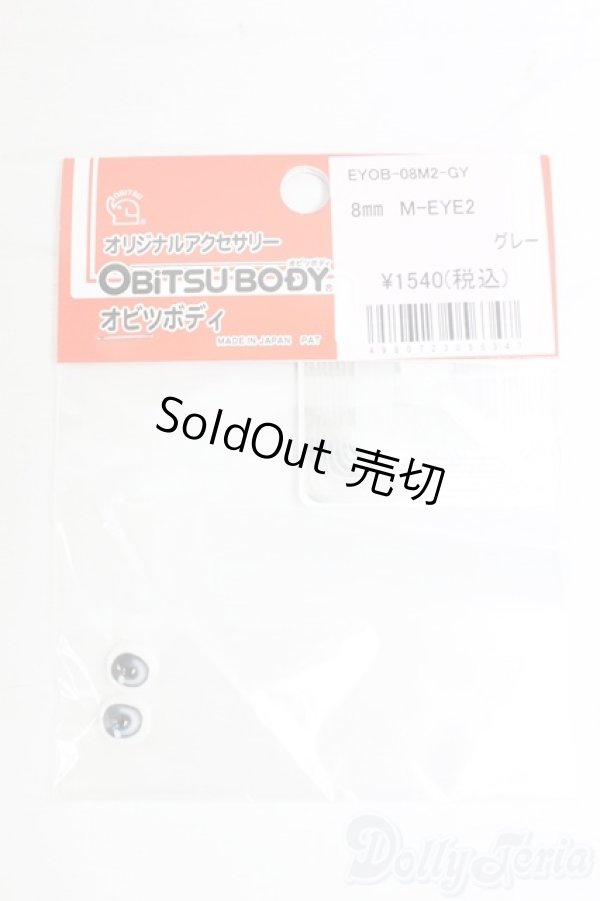 OBITSU
オリジナルアクセサリー
オビツボディ
OBITSU BODY®
オビツボディ
MADE IN JAPAN PAT
EYOB-08M2-GY
8mm M-EYE2
グレー
¥1540(税込)
SoldOut 売切
DollyTeria